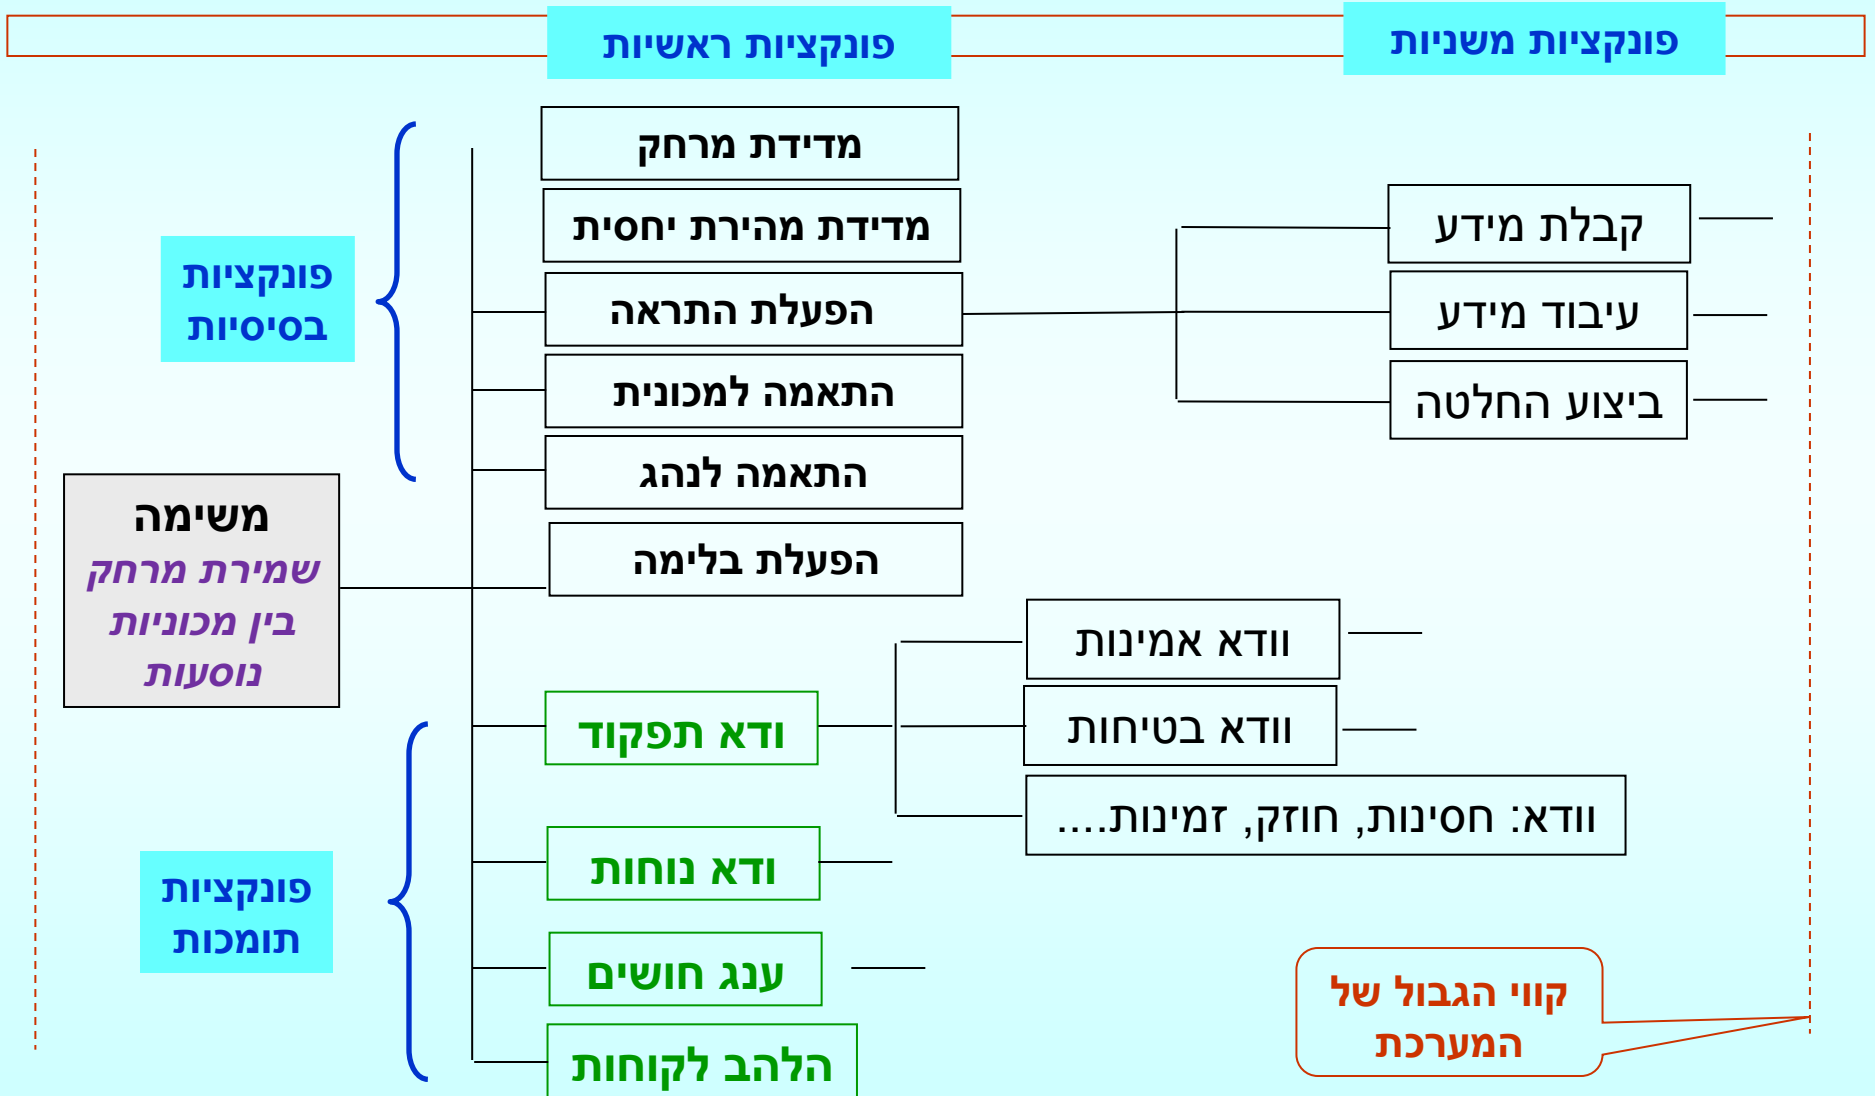 פונקציות ראשיות
פונקציות משניות
מדידת מרחק
מדידת מהירת יחסית
הפעלת התראה
התאמה למכונית
התאמה לנהג
הפעלת בלימה
פונקציות
בסיסיות
קבלת מידע
עיבוד מידע
ביצוע החלטה
משימה
שמירת מרחק
בין מכוניות
נוסעות
ודא תפקוד
וודא אמינות
וודא בטיחות
וודא: חסינות, חוזק, זמינות....
ודא נוחות
ענג חושים
הלהב לקוחות
פונקציות
תומכות
קווי הגבול של
המערכת